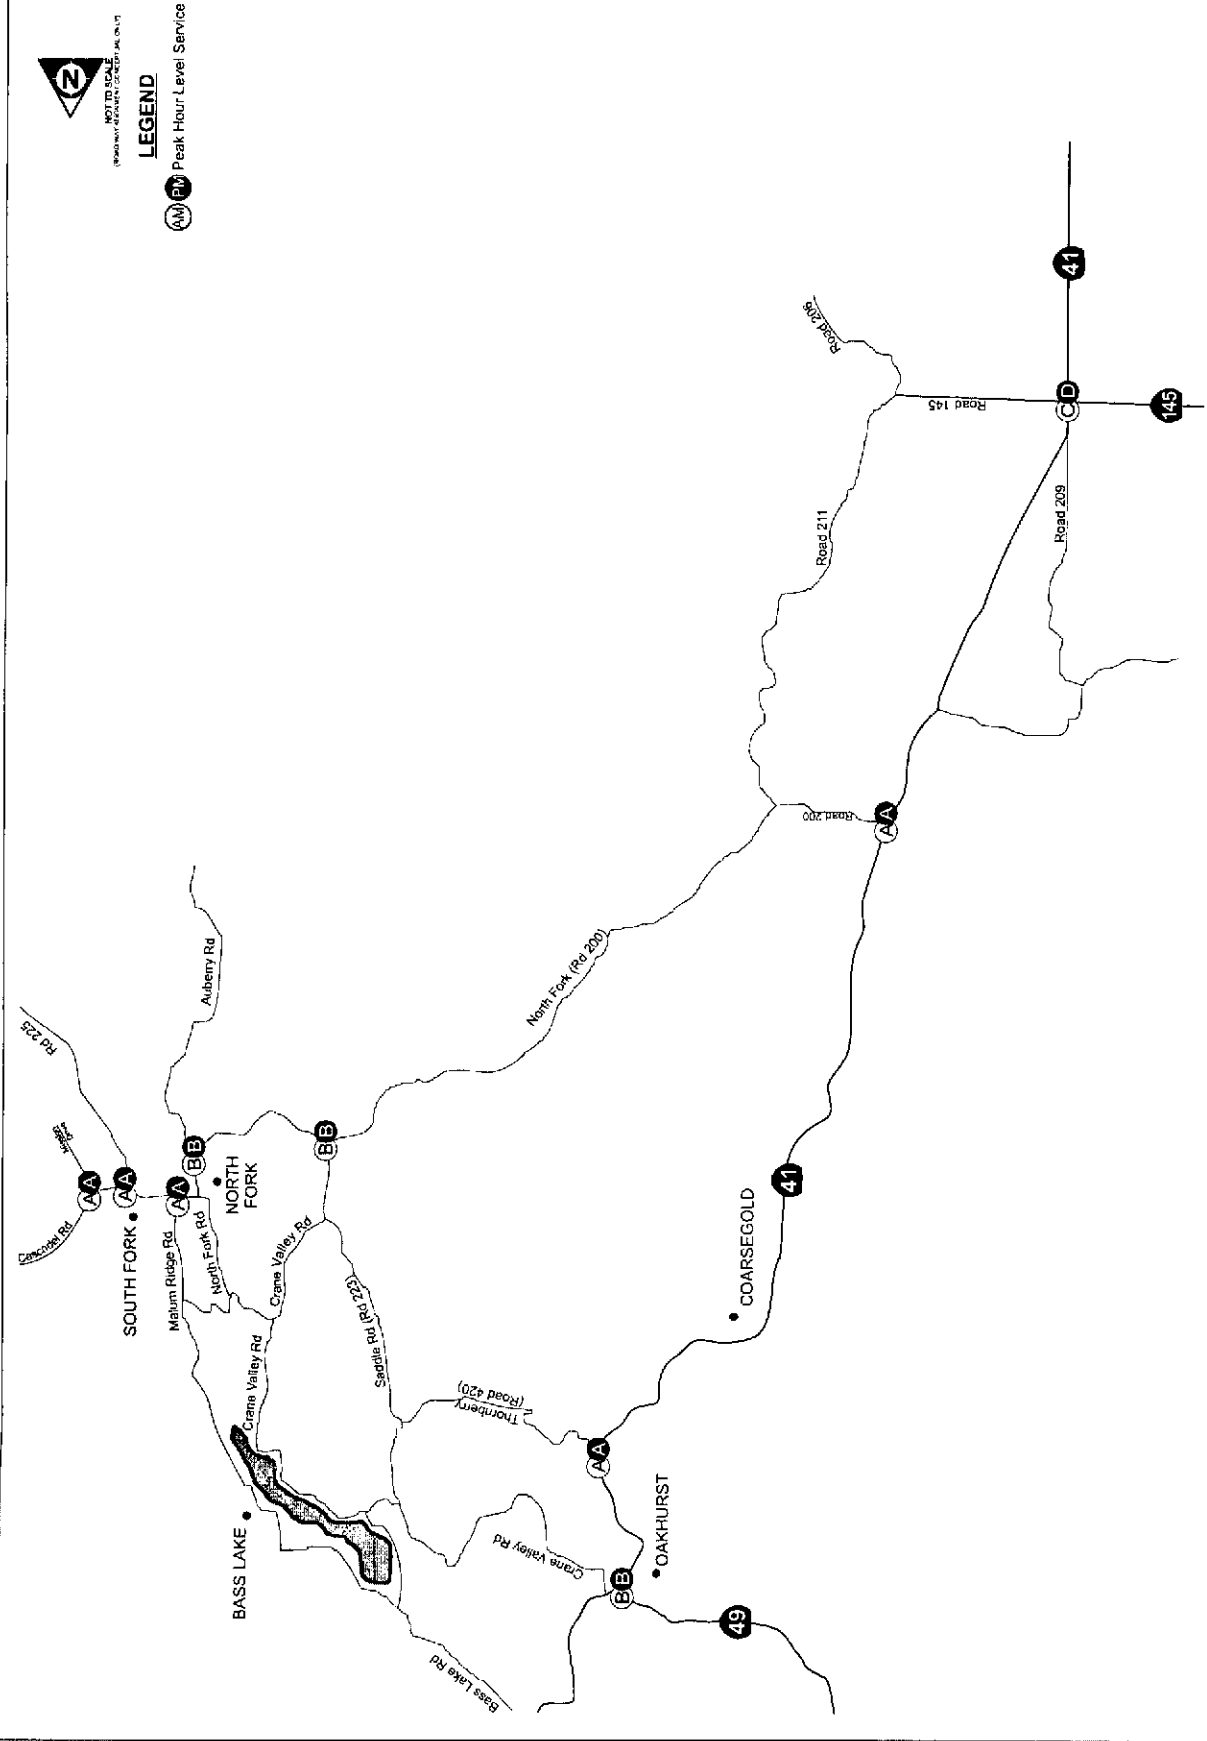 N
NOT TO SCALE
LEGEND
AM PM Peak Hour Level Service
Rd 225
Cascadel Rd
A A
A A
SOUTH FORK
A A
Mallum Ridge Rd
North Fork Rd
B B
NORTH
FORK
Auberry Rd
B B
Crane Valley Rd
Crane Valley Rd
BASS LAKE
Bass Lake Rd
Saddle Rd (Rd 223)
Thornberry
(Road 420)
Crane Valley Rd
A A
B B
OAKHURST
49
COARSEGOLD
41
North Fork (Rd 200)
Road 200
A A
Road 211
Road 206
Road 145
Road 209
C D
41
145